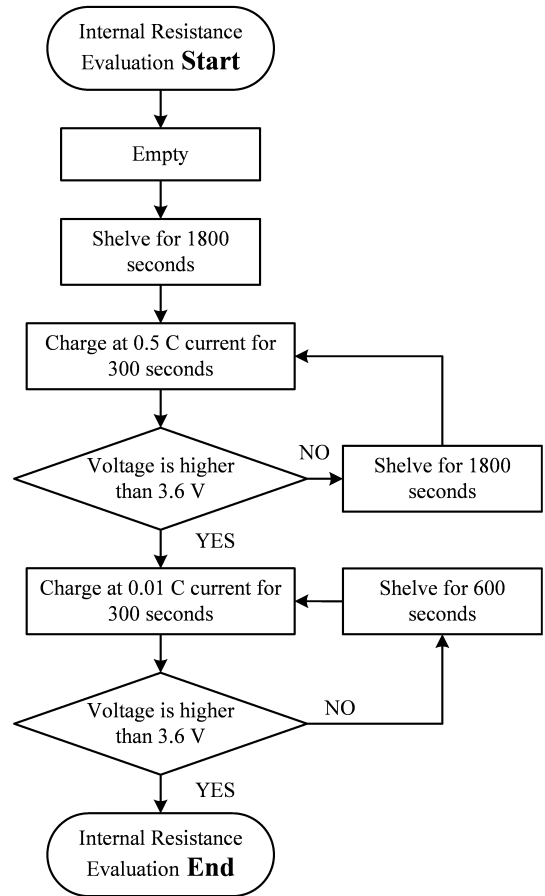 Internal Resistance
Evaluation Start
Empty
Shelve for 1800
seconds
Charge at 0.5 C current for
300 seconds
Voltage is higher
than 3.6 V
NO
Shelve for 1800
seconds
YES
Charge at 0.01 C current for
300 seconds
Shelve for 600
seconds
Voltage is higher
than 3.6 V
NO
YES
Internal Resistance
Evaluation End